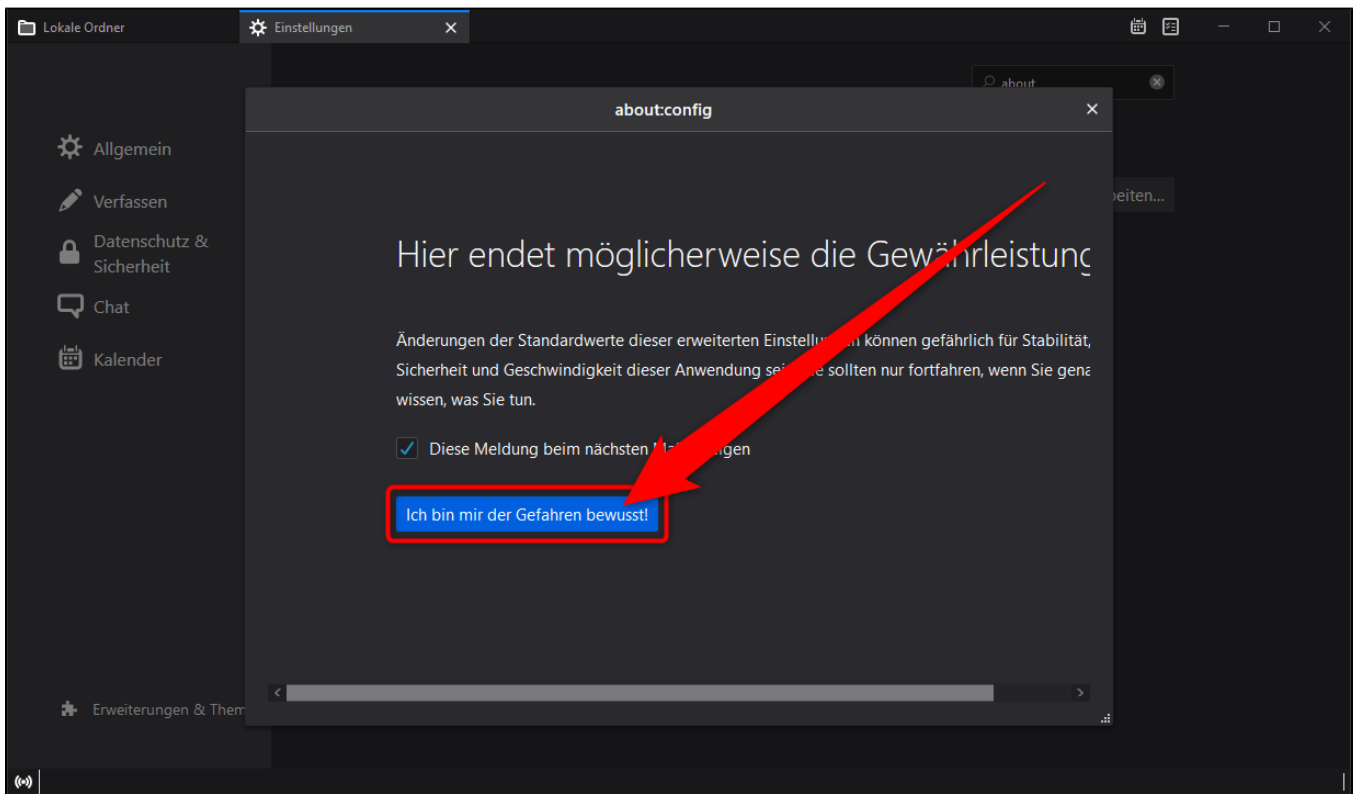 Lokale Ordner
Einstellungen
about
about:config
Allgemein
Verfassen
Datenschutz &
Sicherheit
Chat
Kalender
beiten...
Hier endet möglicherweise die Gewährleistung
Änderungen der Standardwerte dieser erweiterten können gefährlich für Stabilität,
Sicherheit und Geschwindigkeit dieser Anwendung sollten nur fortfahren, wenn Sie gena
wissen, was Sie tun.
Diese Meldung beim nächsten
Ich bin mir der Gefahren bewusst!
Erweiterungen & Them